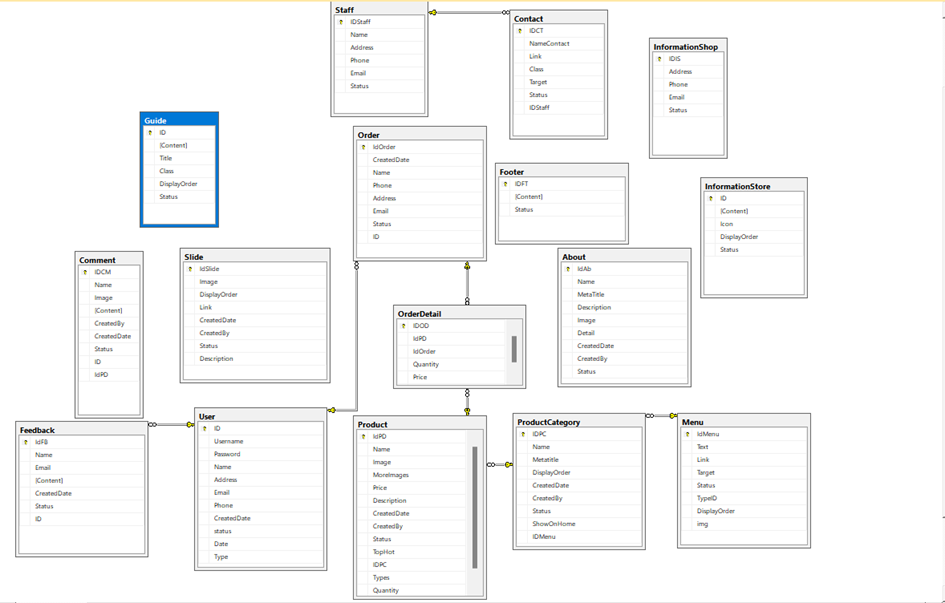 Staff
IDStaff
Name
Address
Phone
Email
Status
Contact
IDCT
NameContact
Link
Class
Target
Status
IDStaff
InformationShop
IDIS
Address
Phone
Email
Status
Guide
ID
[Content]
Title
Class
DisplayOrder
Status
Order
IdOrder
CreatedDate
Name
Phone
Address
Email
Status
ID
Footer
IDFT
[Content]
Status
InformationStore
ID
[Content]
Icon
DisplayOrder
Status
Comment
IDCM
Name
Image
[Content]
CreatedBy
CreatedDate
Status
ID
IdPD
Slide
IdSlide
Image
DisplayOrder
Link
CreatedDate
CreatedBy
Status
Description
About
IdAb
Name
MetaTitle
Description
Image
Detail
CreatedDate
CreatedBy
Status
OrderDetail
IDOD
IdPD
IdOrder
Quantity
Price
Feedback
IdFB
Name
Email
[Content]
CreatedDate
Status
ID
User
ID
Username
Password
Name
Address
Email
Phone
CreatedDate
status
Date
Type
Product
IdPD
Name
Image
MoreImages
Price
Description
CreatedDate
CreatedBy
Status
TopHot
IDPC
Types
Quantity
ProductCategory
IDPC
Name
Metatitle
DisplayOrder
CreatedDate
CreatedBy
Status
ShowOnHome
IDMenu
Menu
IdMenu
Text
Link
Target
Status
TypeID
DisplayOrder
img